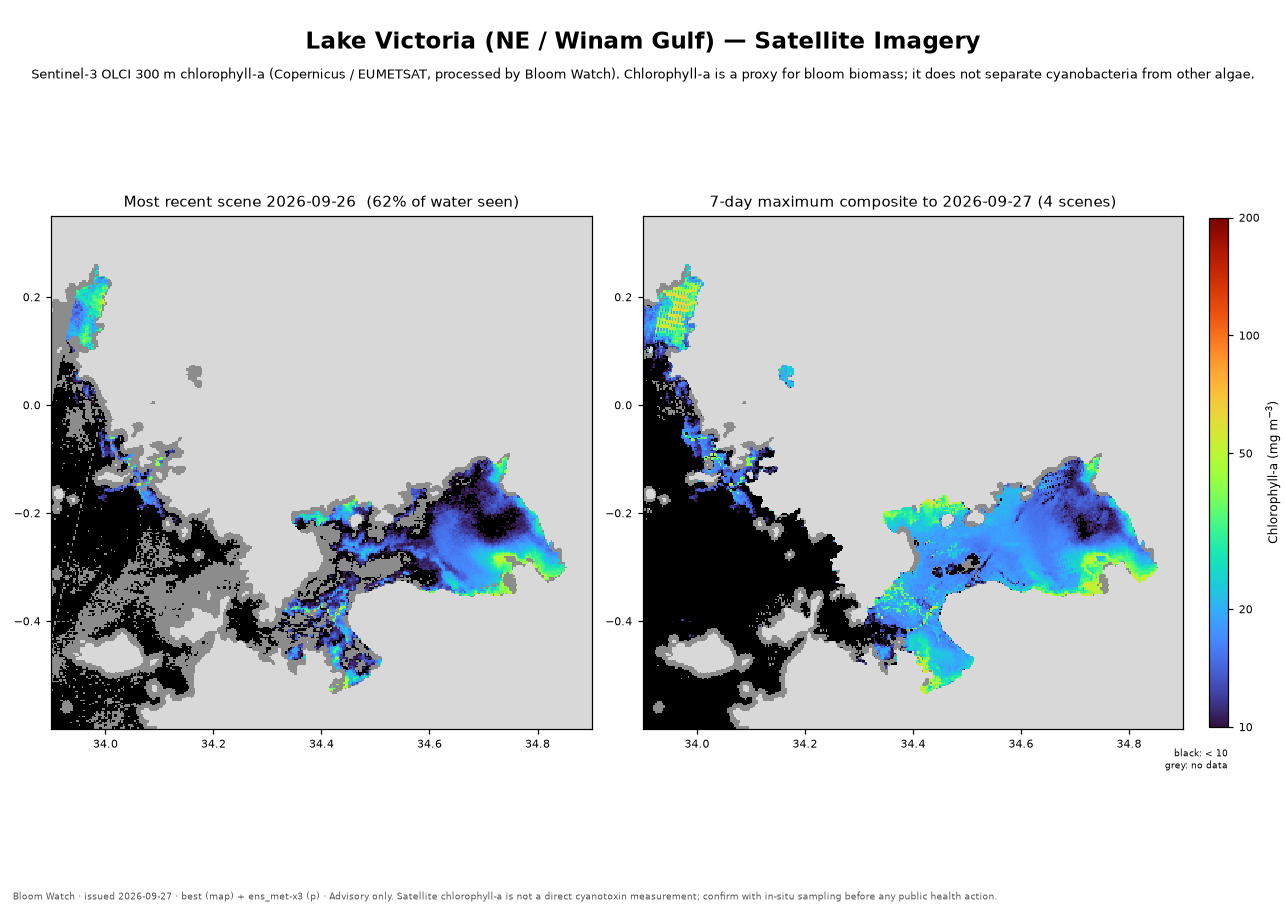 Lake Victoria (NE / Winam Gulf) — Satellite Imagery
Sentinel-3 OLCI 300 m chlorophyll-a (Copernicus / EUMETSAT, processed by Bloom Watch). Chlorophyll-a is a proxy for bloom biomass; it does not separate cyanobacteria from other algae.
Most recent scene 2026-09-26 (62% of water seen)
0.2
0.0
−0.2
−0.4
34.0
34.2
34.4
34.6
34.8
7-day maximum composite to 2026-09-27 (4 scenes)
0.2
0.0
−0.2
−0.4
34.0
34.2
34.4
34.6
34.8
200
100
50
20
10
Chlorophyll-a (mg m⁻³)
black: < 10
grey: no data
Bloom Watch · issued 2026-09-27 · best (map) + ens_met-x3 (p) · Advisory only. Satellite chlorophyll-a is not a direct cyanotoxin measurement; confirm with in-situ sampling before any public health action.